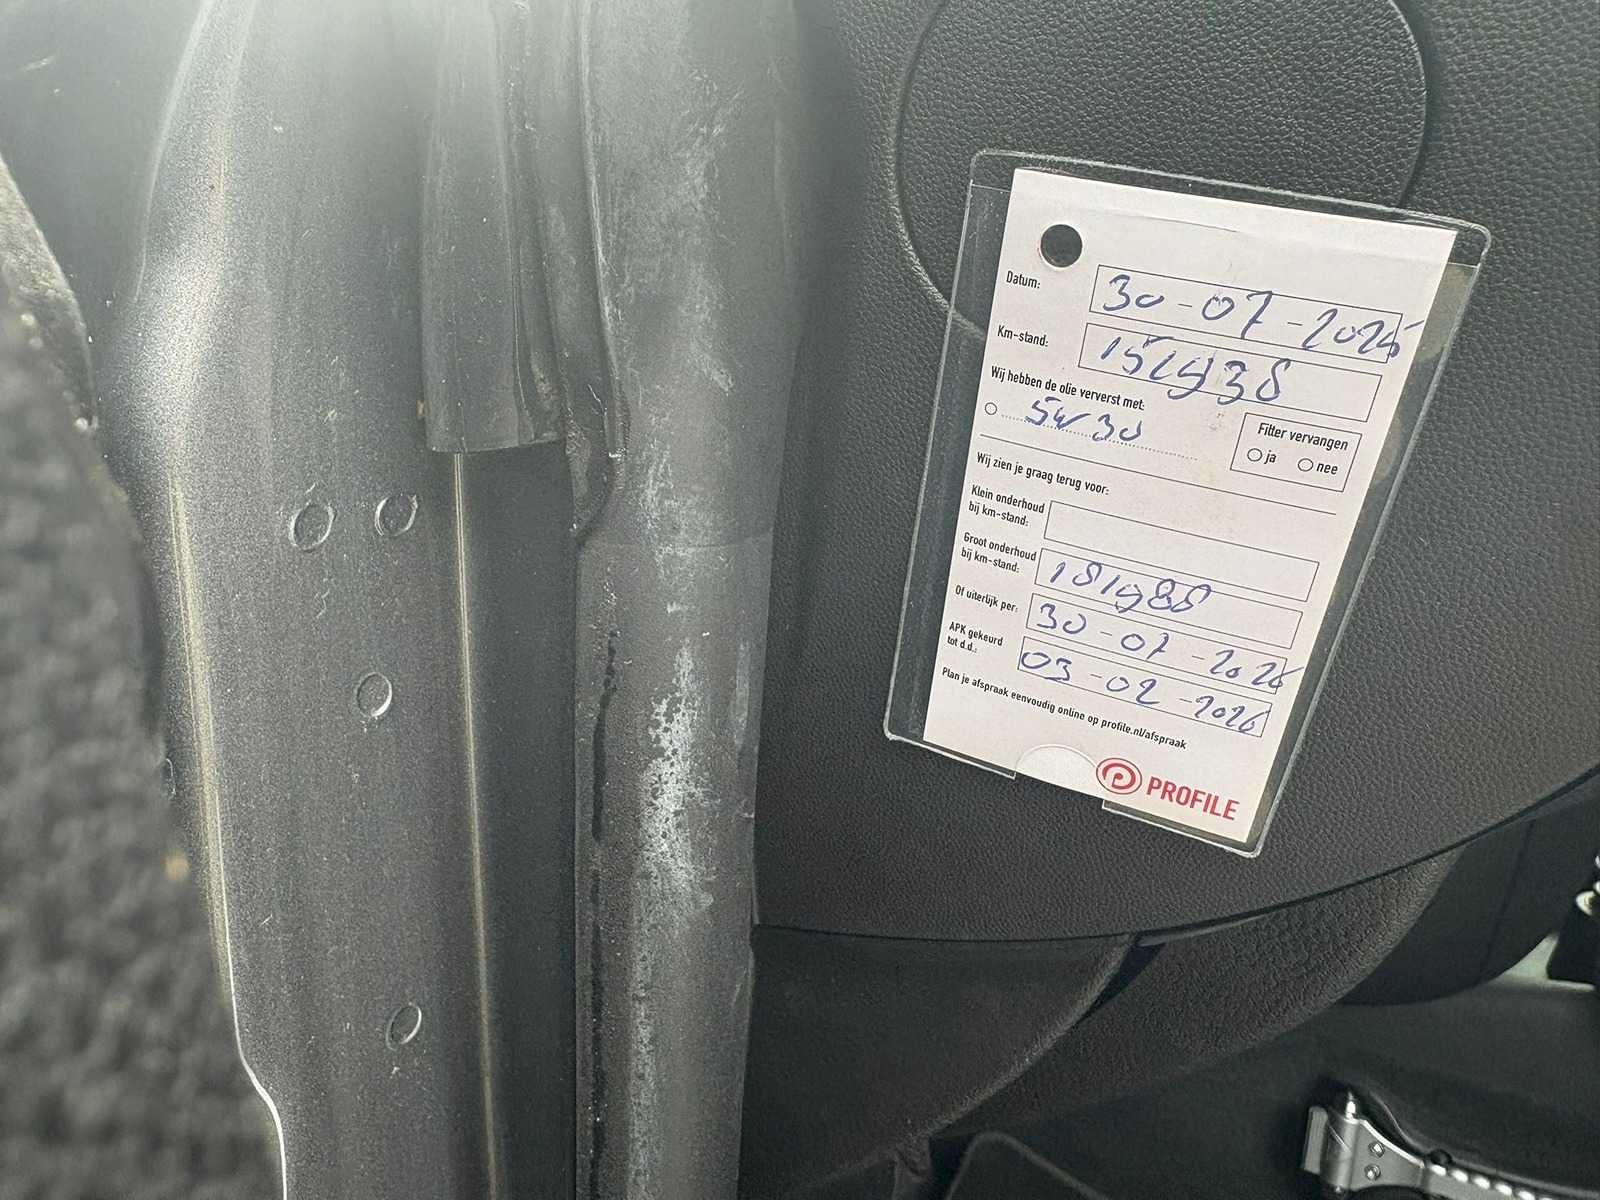 Datum: 30-07-2025
Km-stand: 151938
Wij hebben de olie ververst met:
5w30
Filter vervangen
ja nee
Wij zien je graag terug voor:
Klein onderhoud
bij km-stand:
Groot onderhoud
bij km-stand: 181988
Of uiterlijk per: 30-07-2026
APK gekeurd
tot d.d.: 03-02-2026
Plan je afspraak eenvoudig online op profile.nl/afspraak
PROFILE